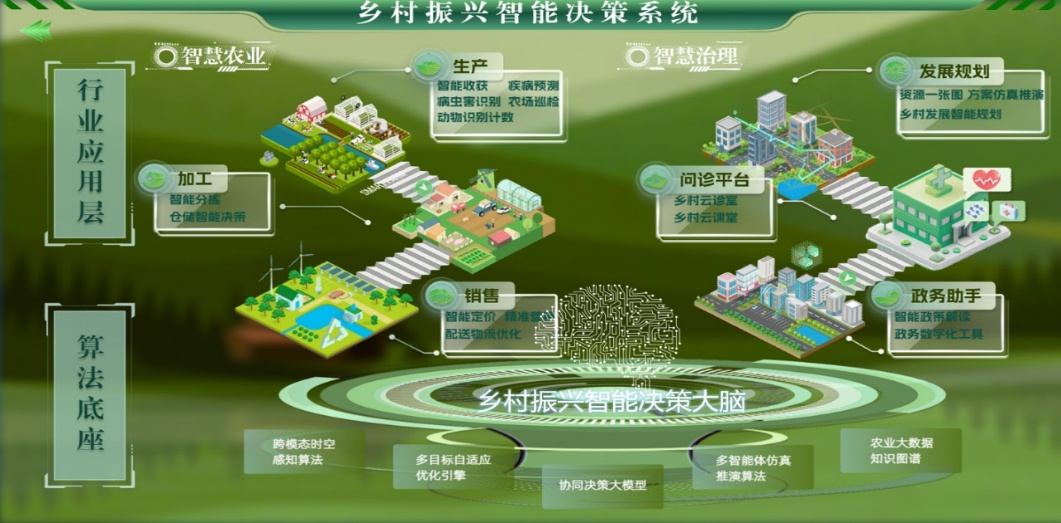 乡村振兴智能决策系统
行业应用层
智慧农业
生产
智能收获 疾病预测
病虫害识别 农场巡检
动物识别计数
加工
智能分拣
仓储智能决策
销售
智能定价 精准营销
配送物流优化
智慧治理
发展规划
资源一张图 方案仿真推演
乡村发展智能规划
问诊平台
乡村云诊室
乡村云课堂
政务助手
智能政策解读
政务数字化工具
算法底座
乡村振兴智能决策大脑
跨模态时空
感知算法
多目标自适应
优化引擎
协同决策大模型
多智能体仿真
推演算法
农业大数据
知识图谱